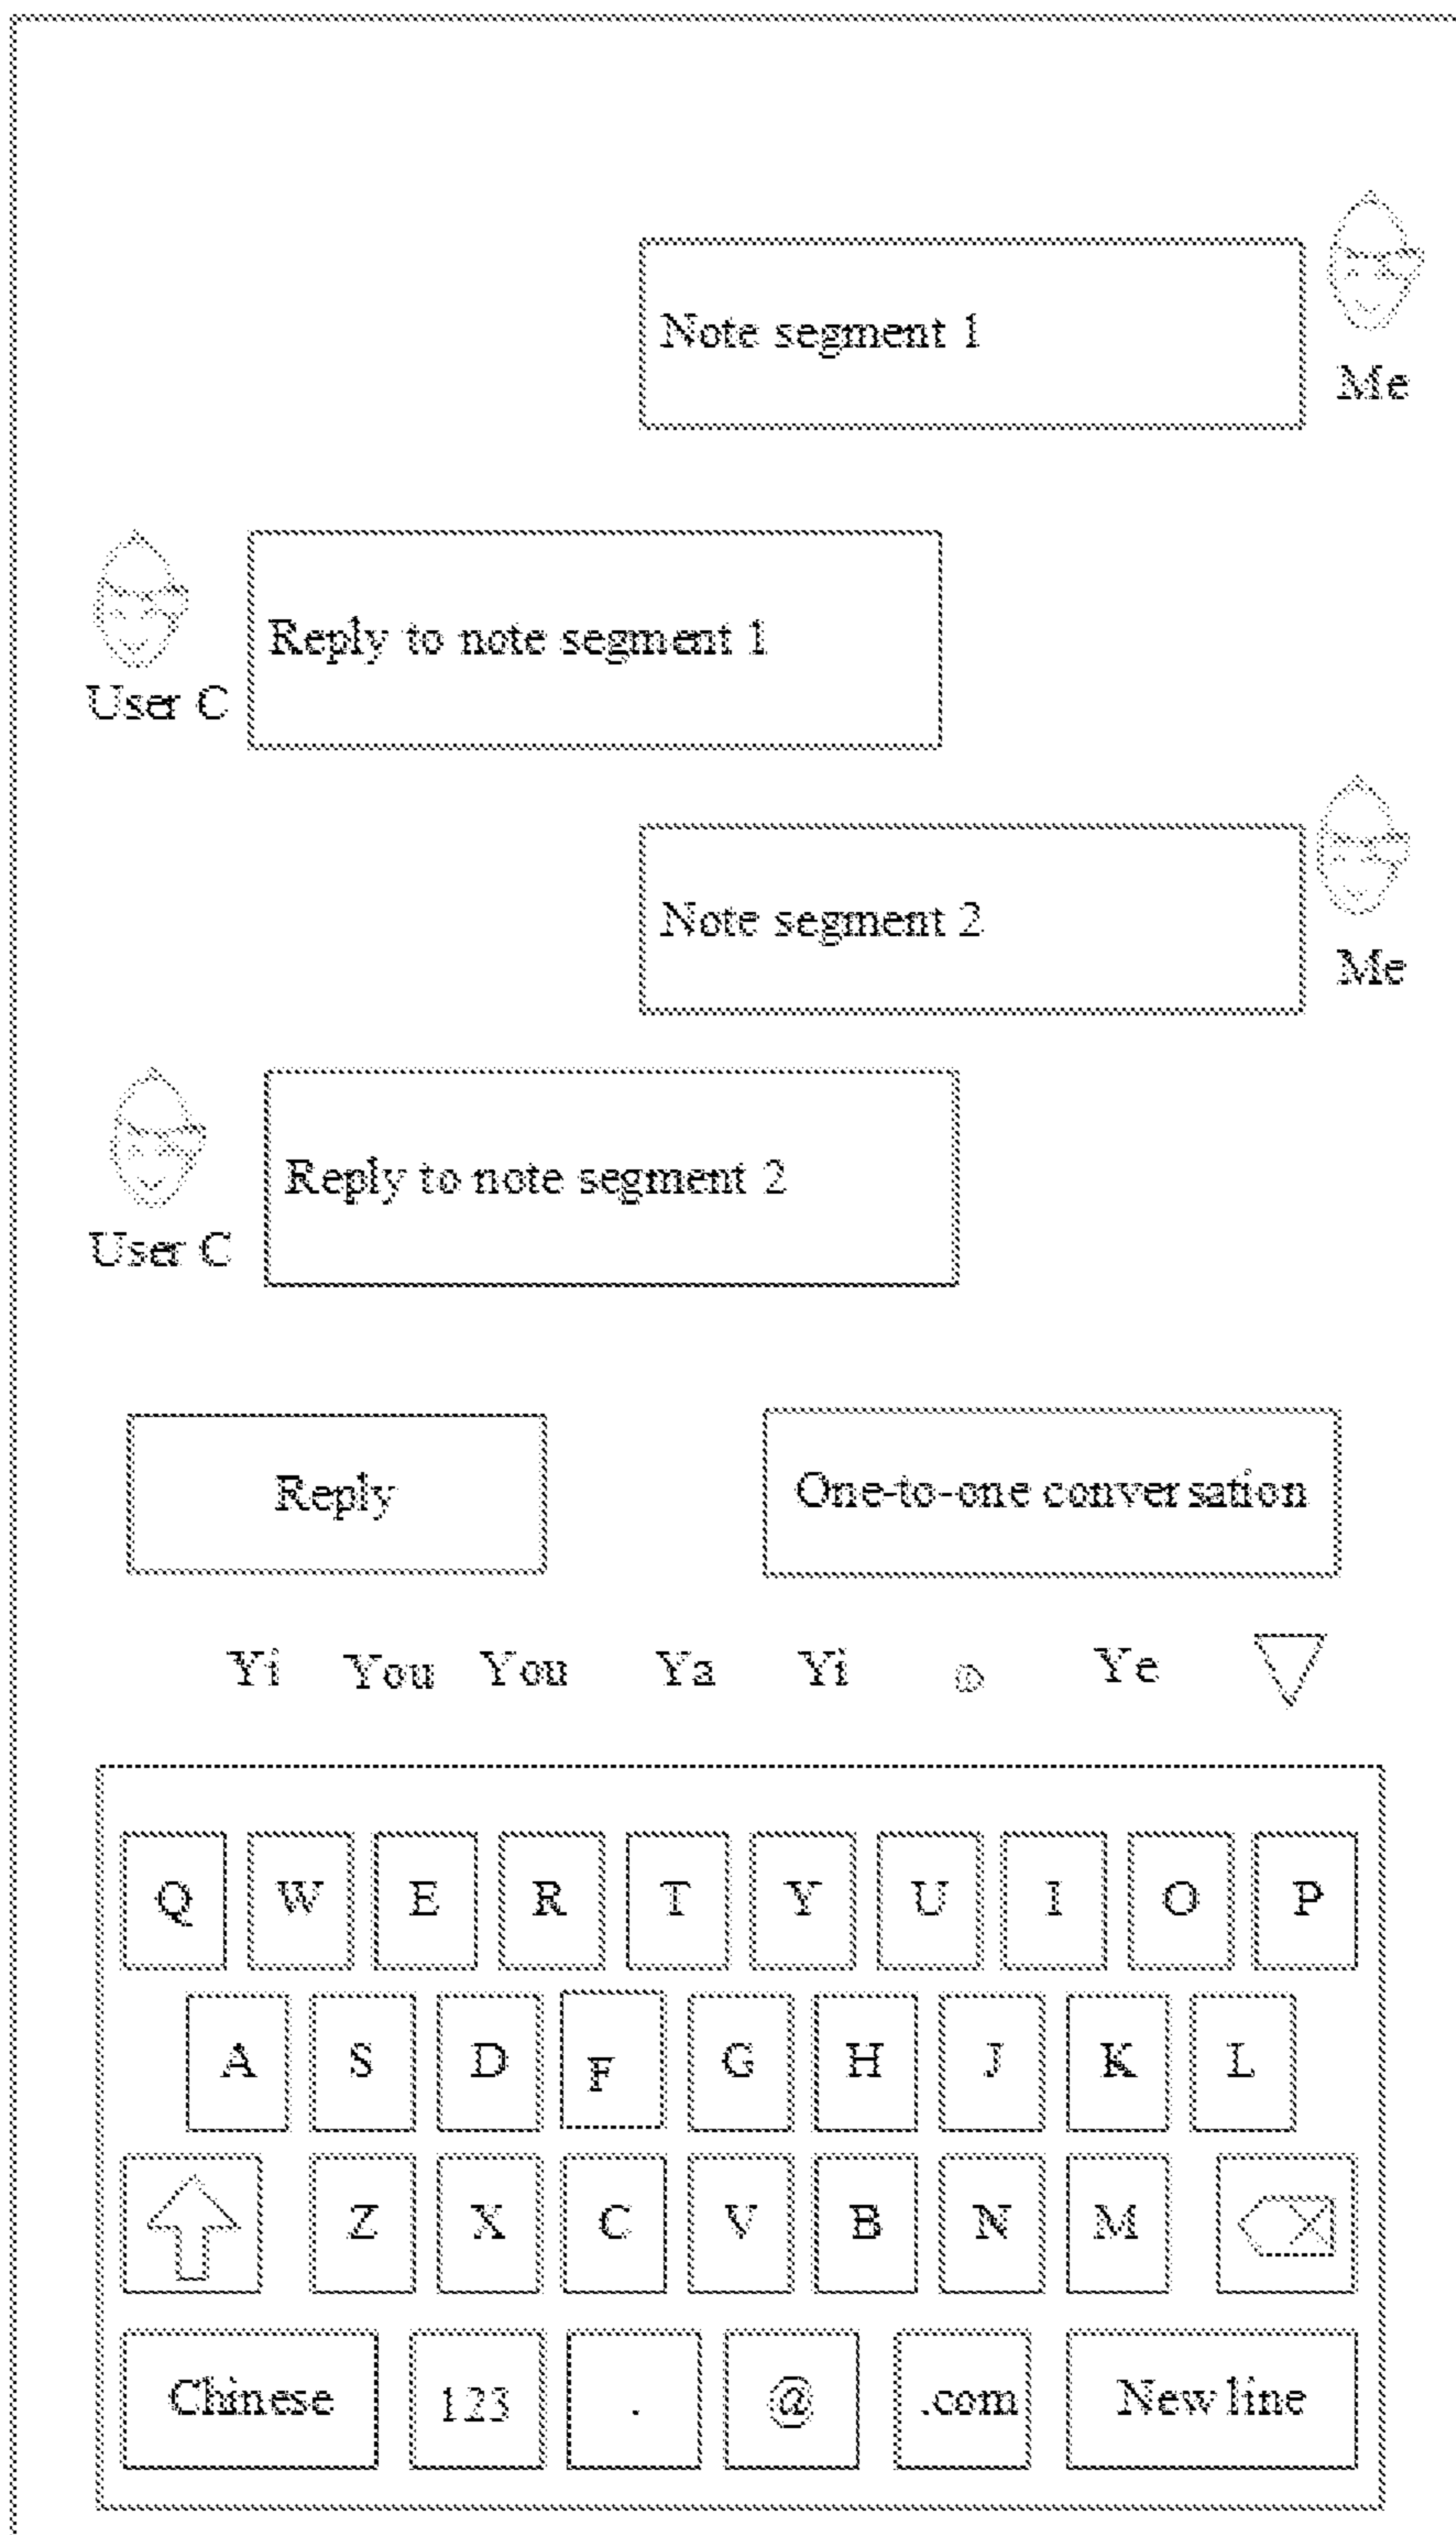 Note segment 1
Me
Reply to note segment 1
User C
Note segment 2
Me
Reply to note segment 2
User C
Reply One-to-one conversation
Yi You You Ya Yi Ye
Q W E R T Y U I O P
A S D F G H J K L
Z X C V B N M
Chinese 123 . @ .com New line